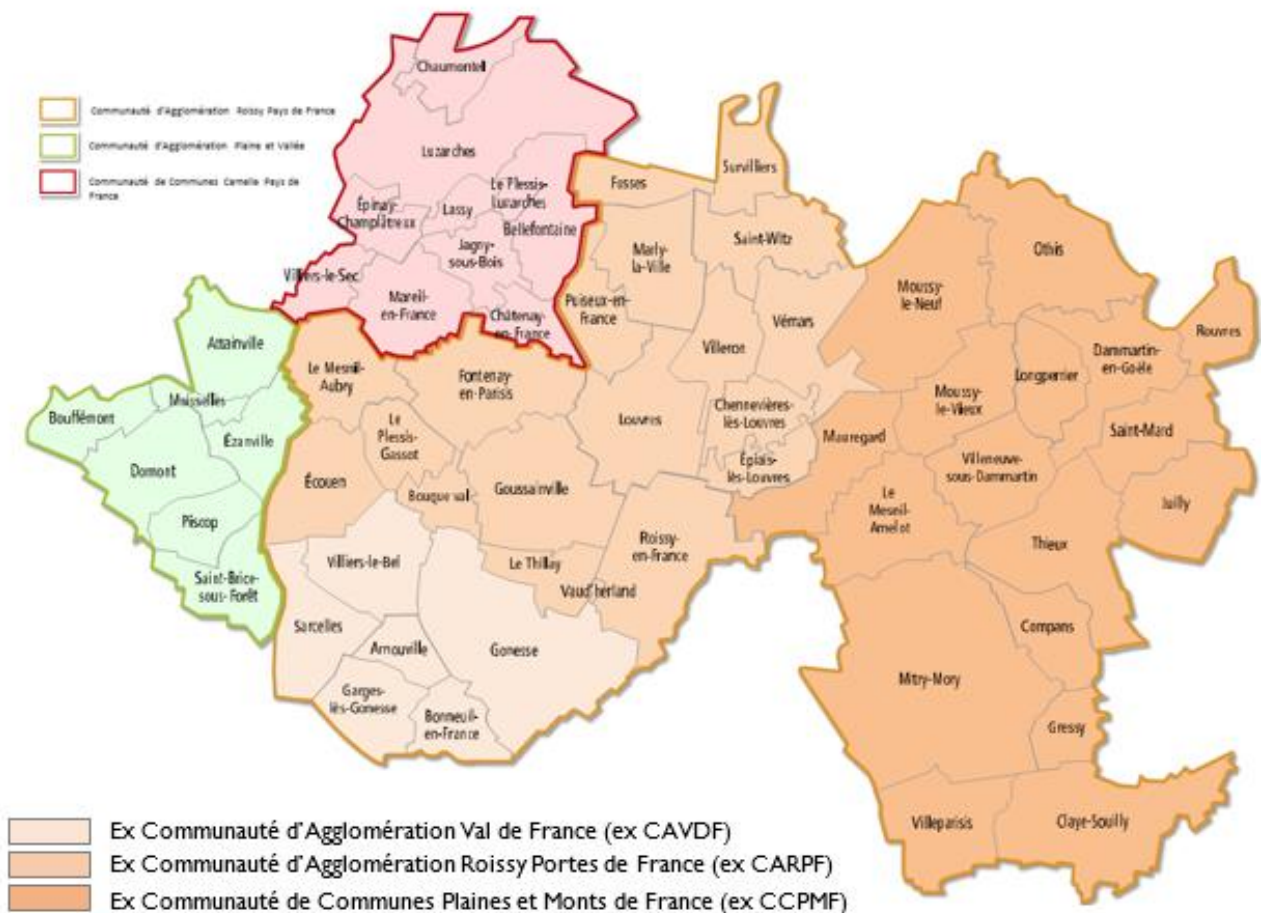 Communauté d'Agglomération Roissy Pays de France
Communauté d'Agglomération Plaine et Vallée
Communauté de Communes Carnelle Pays de
France
Chaumontel
Luzarches
Le Plessis-
Luzarches
Épinay-
Champlâtreux
Lassy
Bellefontaine
Jagny-
sous-Bois
Villiers-le-Sec
Mareil-
en-France
Châtenay-
en-France
Survilliers
Fosses
Saint-Witz
Marly-
la-Ville
Puiseux-en-
France
Vémars
Villeron
Othis
Moussy-
le-Neuf
Rouvres
Dammartin-
en-Goële
Longperrier
Moussy-
le-Vieux
Saint-Mard
Juilly
Villeneuve-
sous-Dammartin
Mauregard
Le
Mesnil-
Amelot
Thieux
Compans
Mitry-Mory
Gressy
Villeparisis
Claye-Souilly
Attainville
Moisselles
Bouffémont
Ézanville
Domont
Piscop
Saint-Brice-
sous-Forêt
Le Mesnil-
Aubry
Fontenay-
en-Parisis
Le
Plessis-
Gassot
Écouen
Bouqueval
Goussainville
Louvres
Chennevières-
lès-Louvres
Épiais-
lès-Louvres
Roissy-
en-France
Le Thillay
Vaud'herland
Villiers-le-Bel
Sarcelles
Arnouville
Gonesse
Garges-
lès-Gonesse
Bonneuil-
en-France
Ex Communauté d'Agglomération Val de France (ex CAVDF)
Ex Communauté d'Agglomération Roissy Portes de France (ex CARPF)
Ex Communauté de Communes Plaines et Monts de France (ex CCPMF)